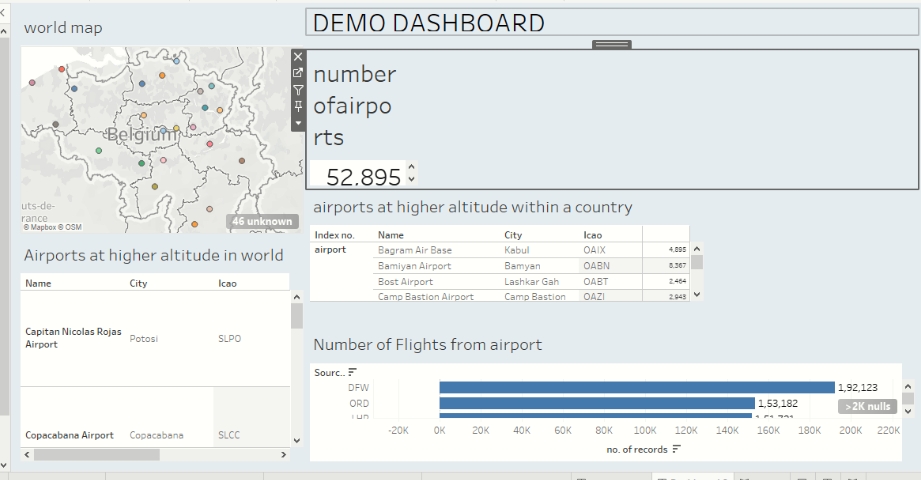 DEMO DASHBOARD
world map
Belgium
uts-de-
rance
© Mapbox © OSM
46 unknown
number
ofairpo
rts
52,895
airports at higher altitude within a country
Index no. Name City Icao
airport Bagram Air Base Kabul OAIX 4,895
Bamiyan Airport Bamyan OABN 8,367
Bost Airport Lashkar Gah OABT 2,464
Camp Bastion Airport Camp Bastion OAZI 2,943
Airports at higher altitude in world
Name City Icao
Capitan Nicolas Rojas
Airport Potosi SLPO
Copacabana Airport Copacabana SLCC
Number of Flights from airport
Sourc..
DFW 1,92,123
ORD 1,53,182
LHR 1,51,721
>2K nulls
-20K 0K 20K 40K 60K 80K 100K 120K 140K 160K 180K 200K 220K
no. of records